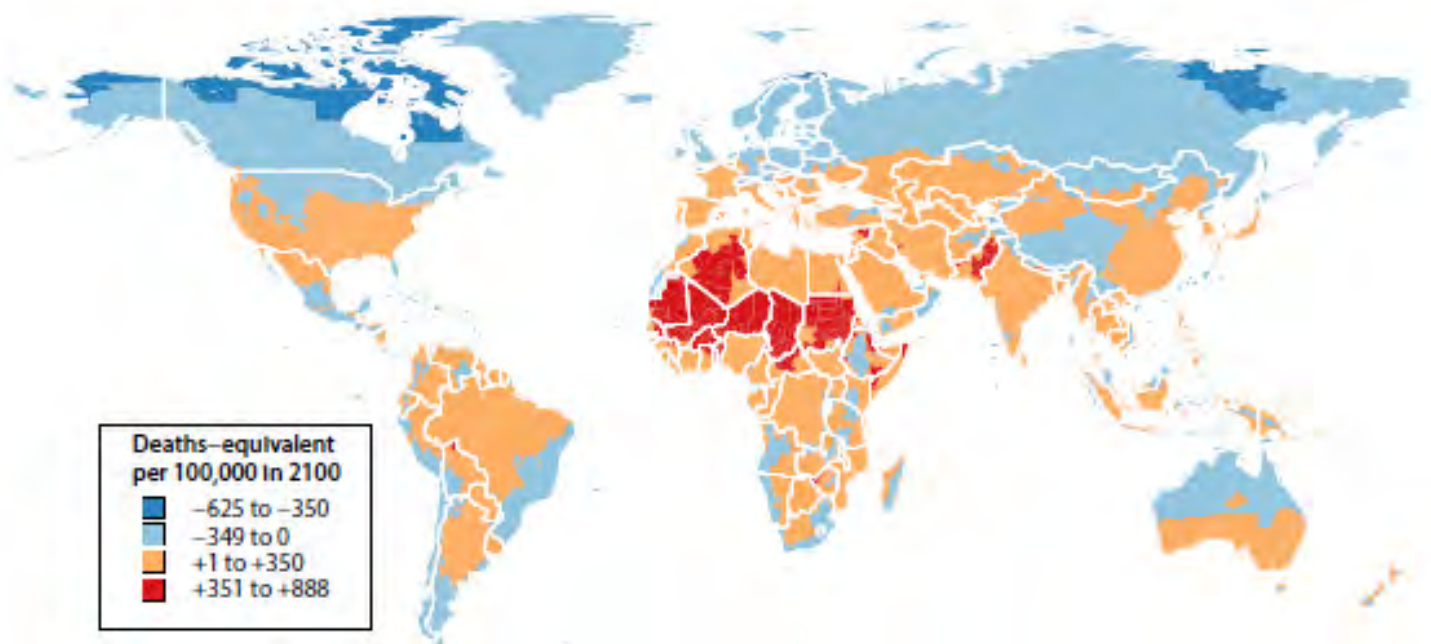 Deaths–equivalent
per 100,000 in 2100
−625 to −350
−349 to 0
+1 to +350
+351 to +888